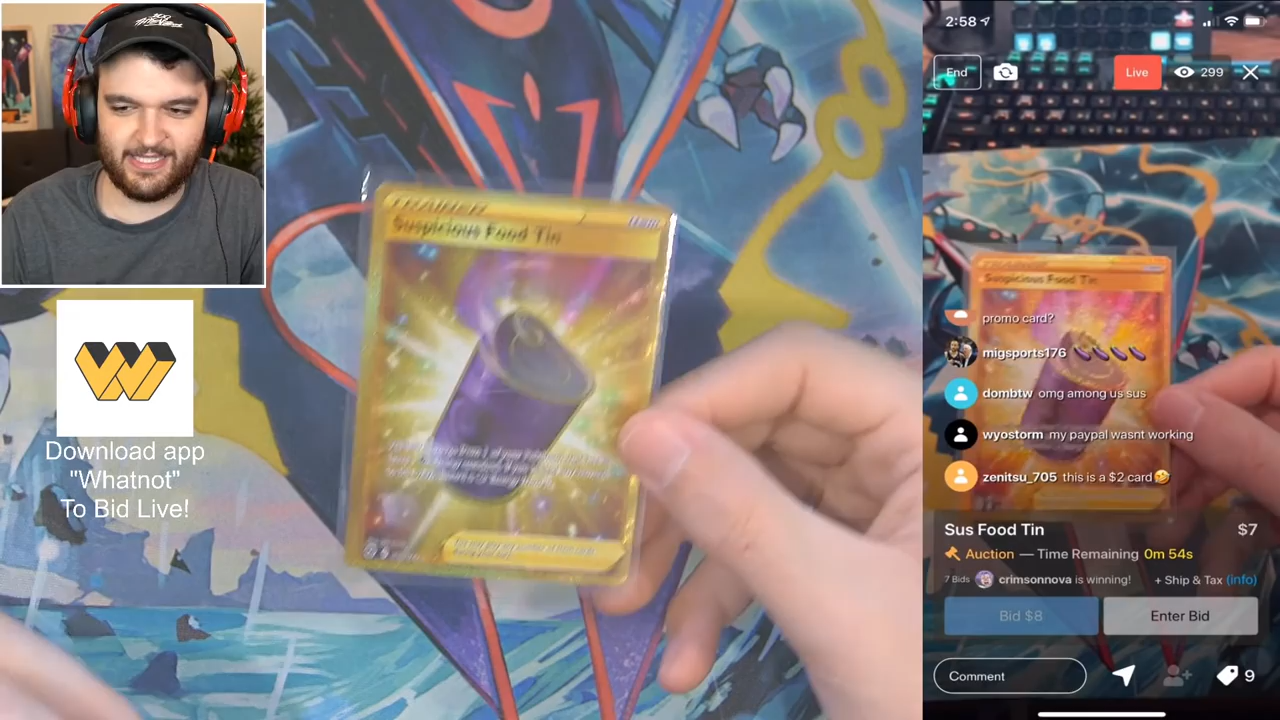 Download app
"Whatnot"
To Bid Live!
TRAINER
Item
Suspicious Food Tin
2:58
End
Live
299
Suspicious Food Tin
promo card?
migsports176 🍆🍆🍆🍆
dombtw omg among us sus
wyostorm my paypal wasnt working
zenitsu_705 this is a $2 card🤣
Sus Food Tin
$7
Auction — Time Remaining 0m 54s
7 Bids crimsonnova is winning! + Ship & Tax (info)
Bid $8
Enter Bid
Comment
9